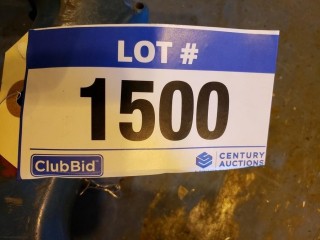 LOT #
1500
ClubBid
CENTURY
AUCTIONS